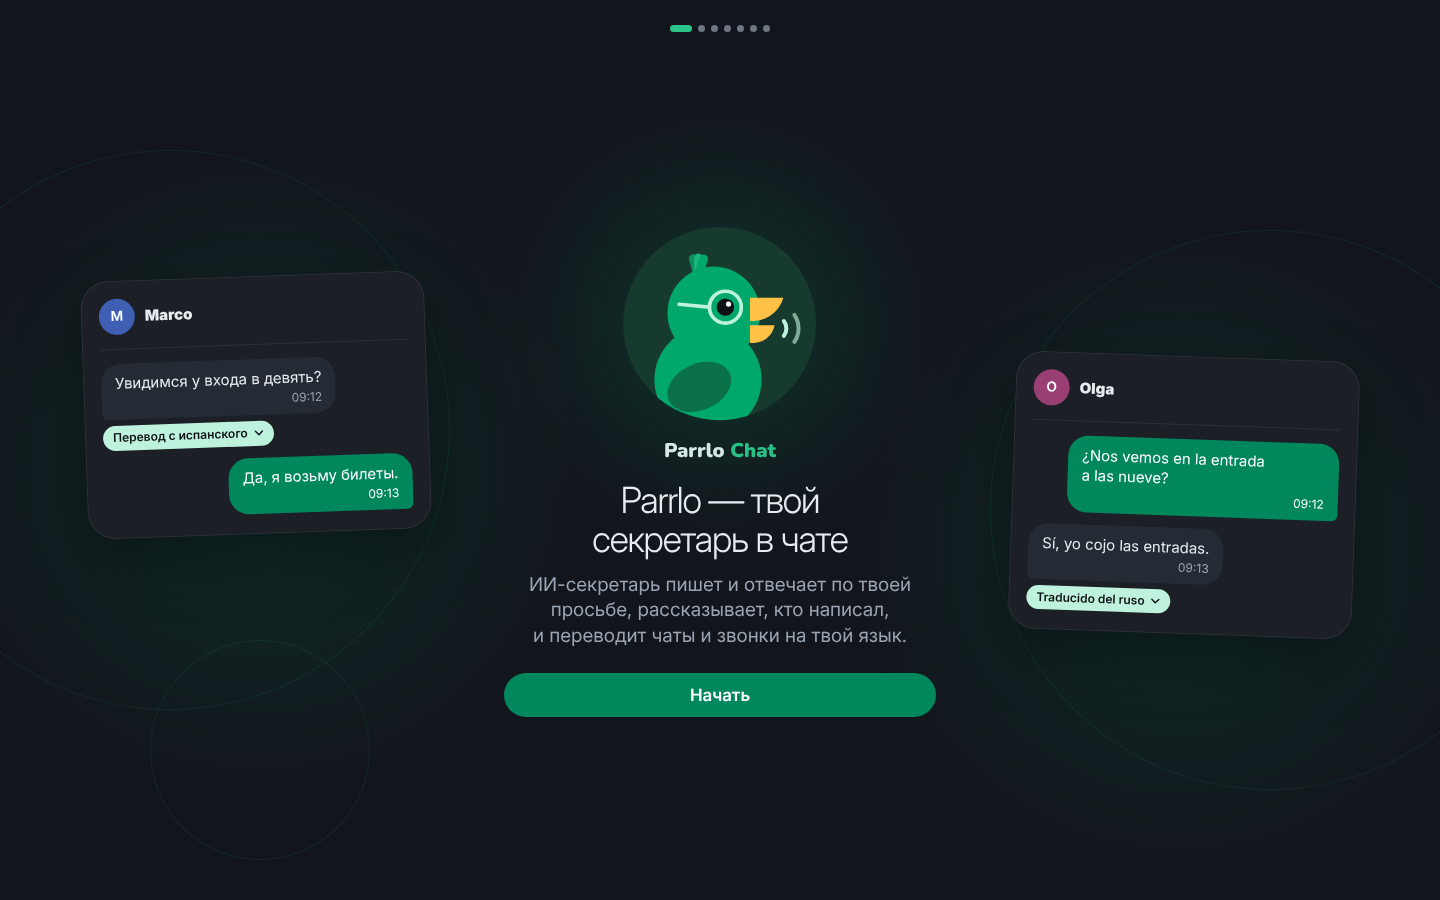 M
Marco
Увидимся у входа в девять?
09:12
Перевод с испанского
Да, я возьму билеты.
09:13
Parrlo Chat
Parrlo — твой
секретарь в чате
ИИ-секретарь пишет и отвечает по твоей
просьбе, рассказывает, кто написал,
и переводит чаты и звонки на твой язык.
Начать
O
Olga
¿Nos vemos en la entrada
a las nueve?
09:12
Sí, yo cojo las entradas.
09:13
Traducido del ruso